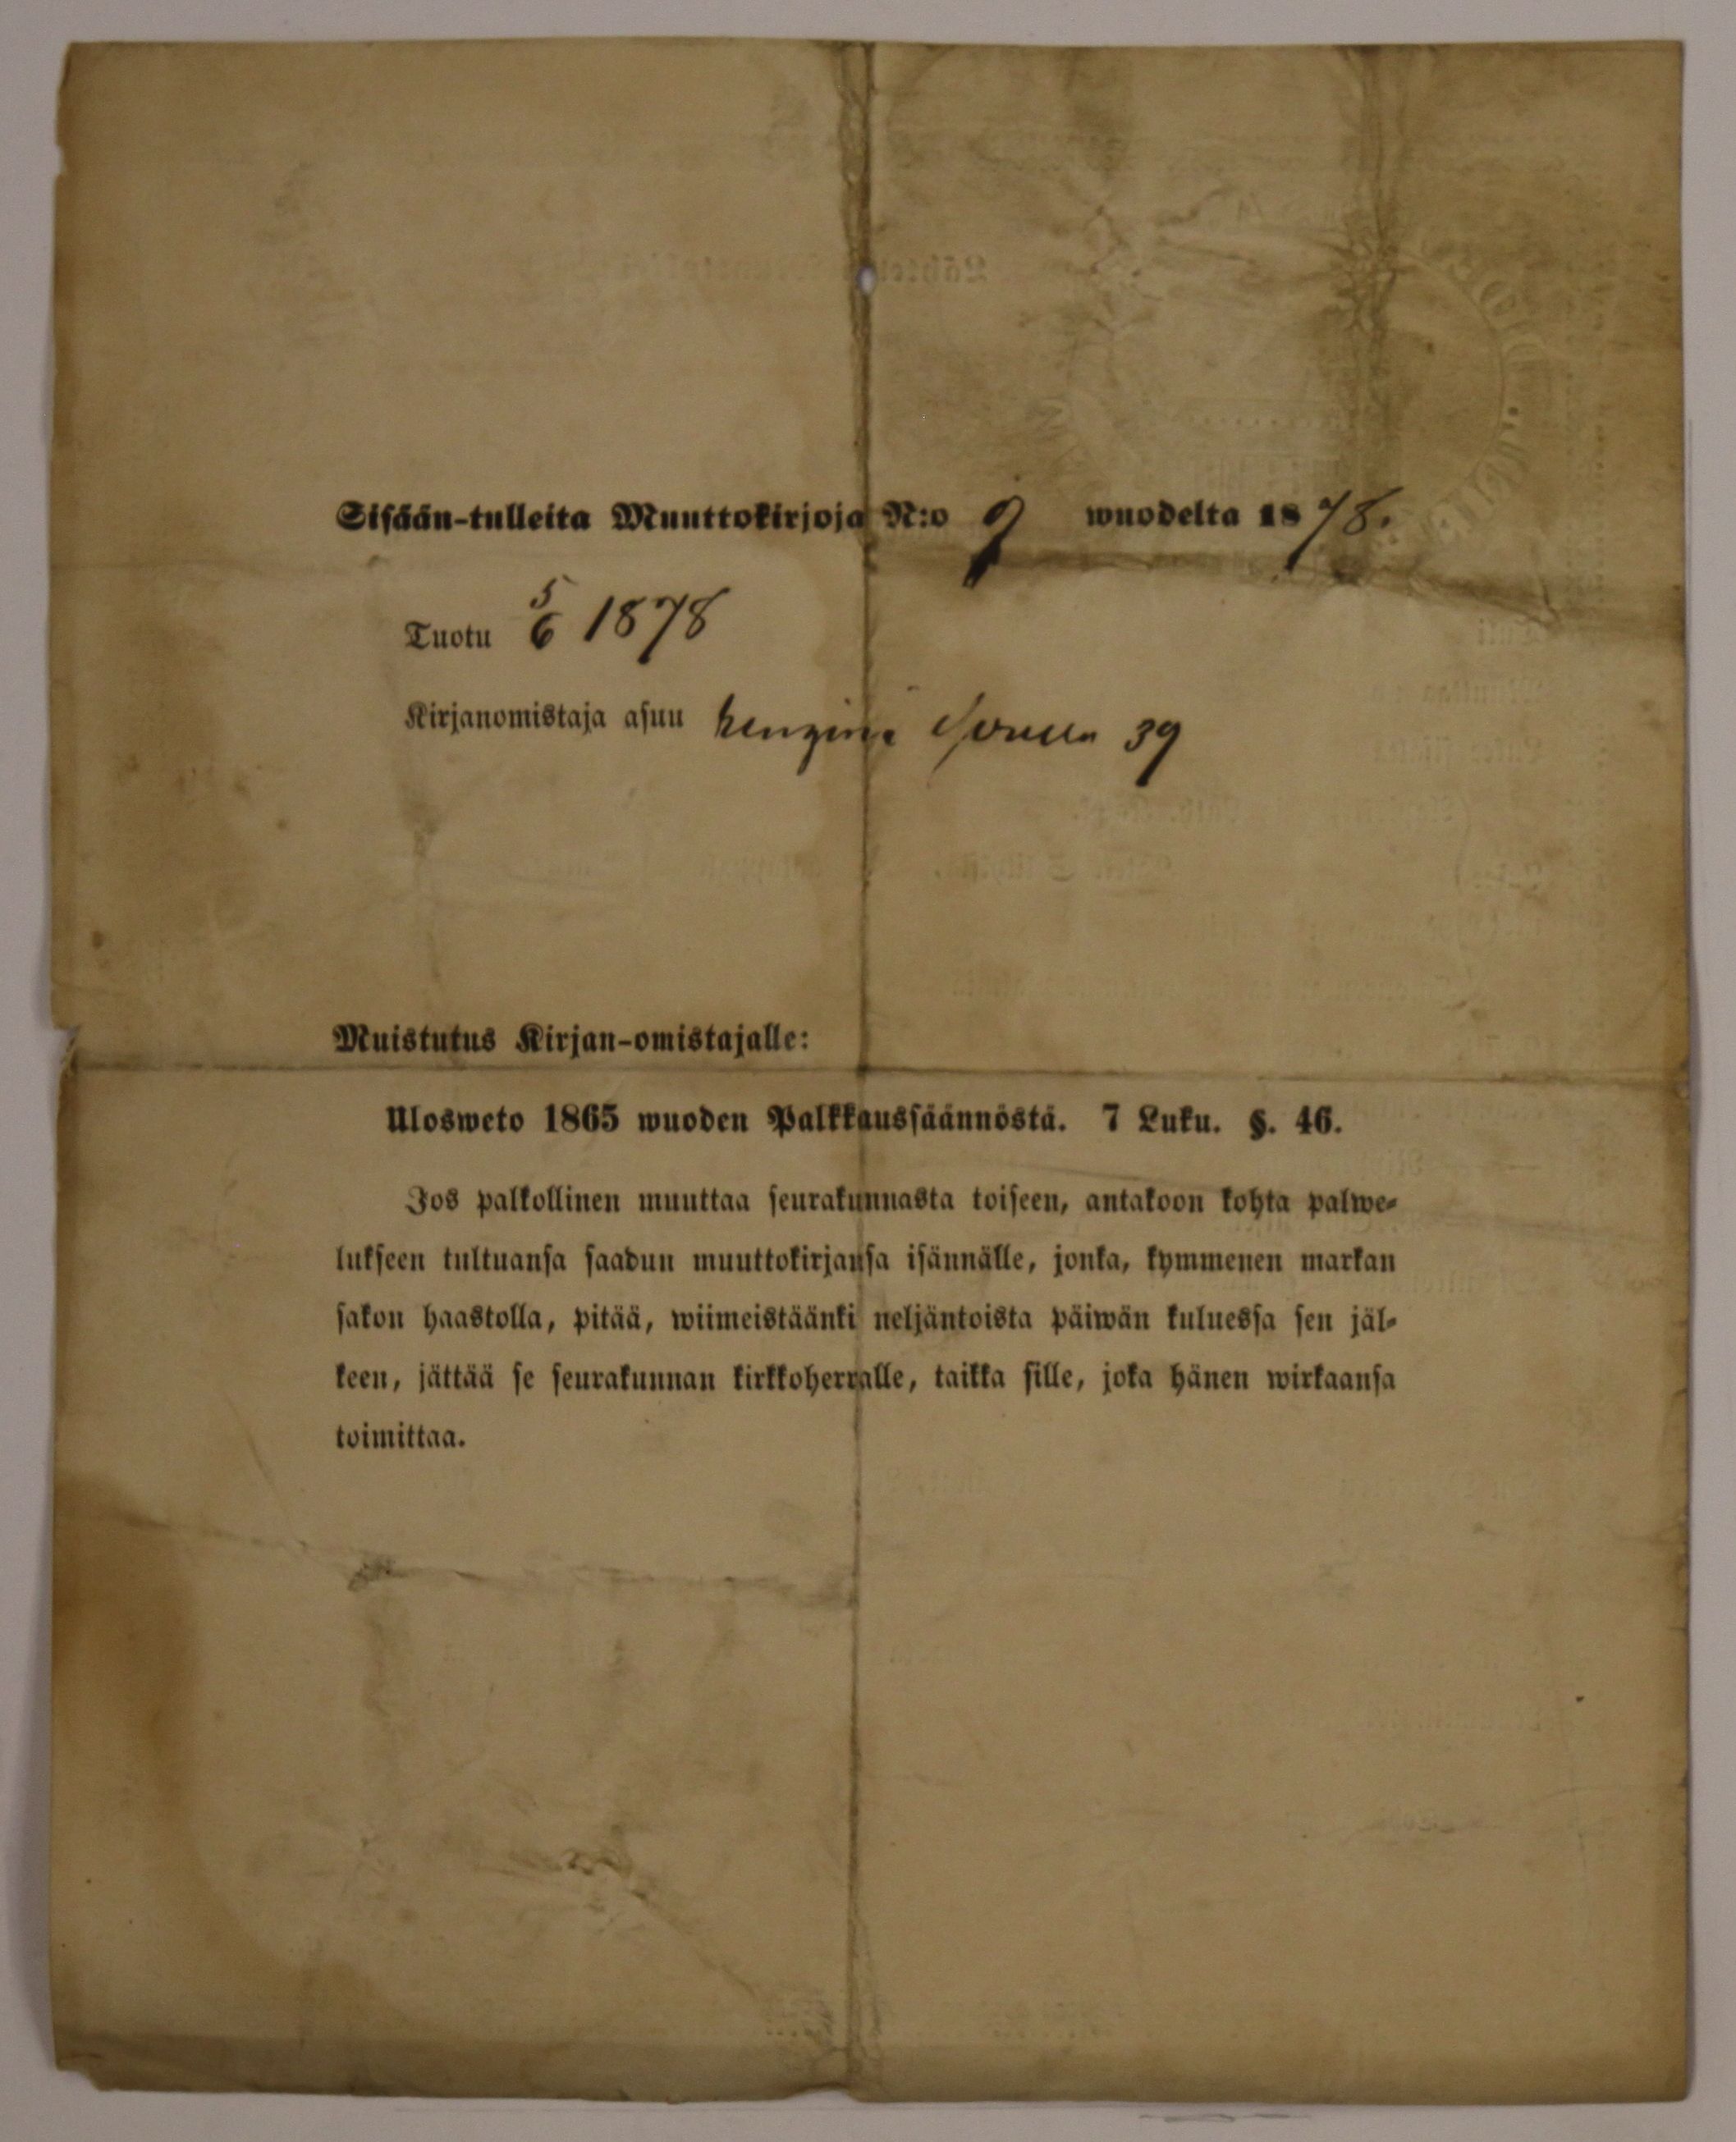 Sisään-tulleita Muuttokirjoja N:o 9 wuodelta 1878.
Tuotu 5/6 1878
Kirjanomistaja asuu 39
Muistutus Kirjan-omistajalle:
Ulosweto 1865 wuoden Palkkaussäännöstä. 7 Luku. §. 46.
Jos palkollinen muuttaa seurakunnasta toiseen, antakoon kohta palwe-
lukseen tultuansa saadun muuttokirjansa isännälle, jonka, kymmenen markan
sakon haastolla, pitää, wiimeistäänki neljäntoista päiwän kuluessa sen jäl-
keen, jättää se seurakunnan kirkkoherralle, taikka sille, joka hänen wirkaansa
toimittaa.